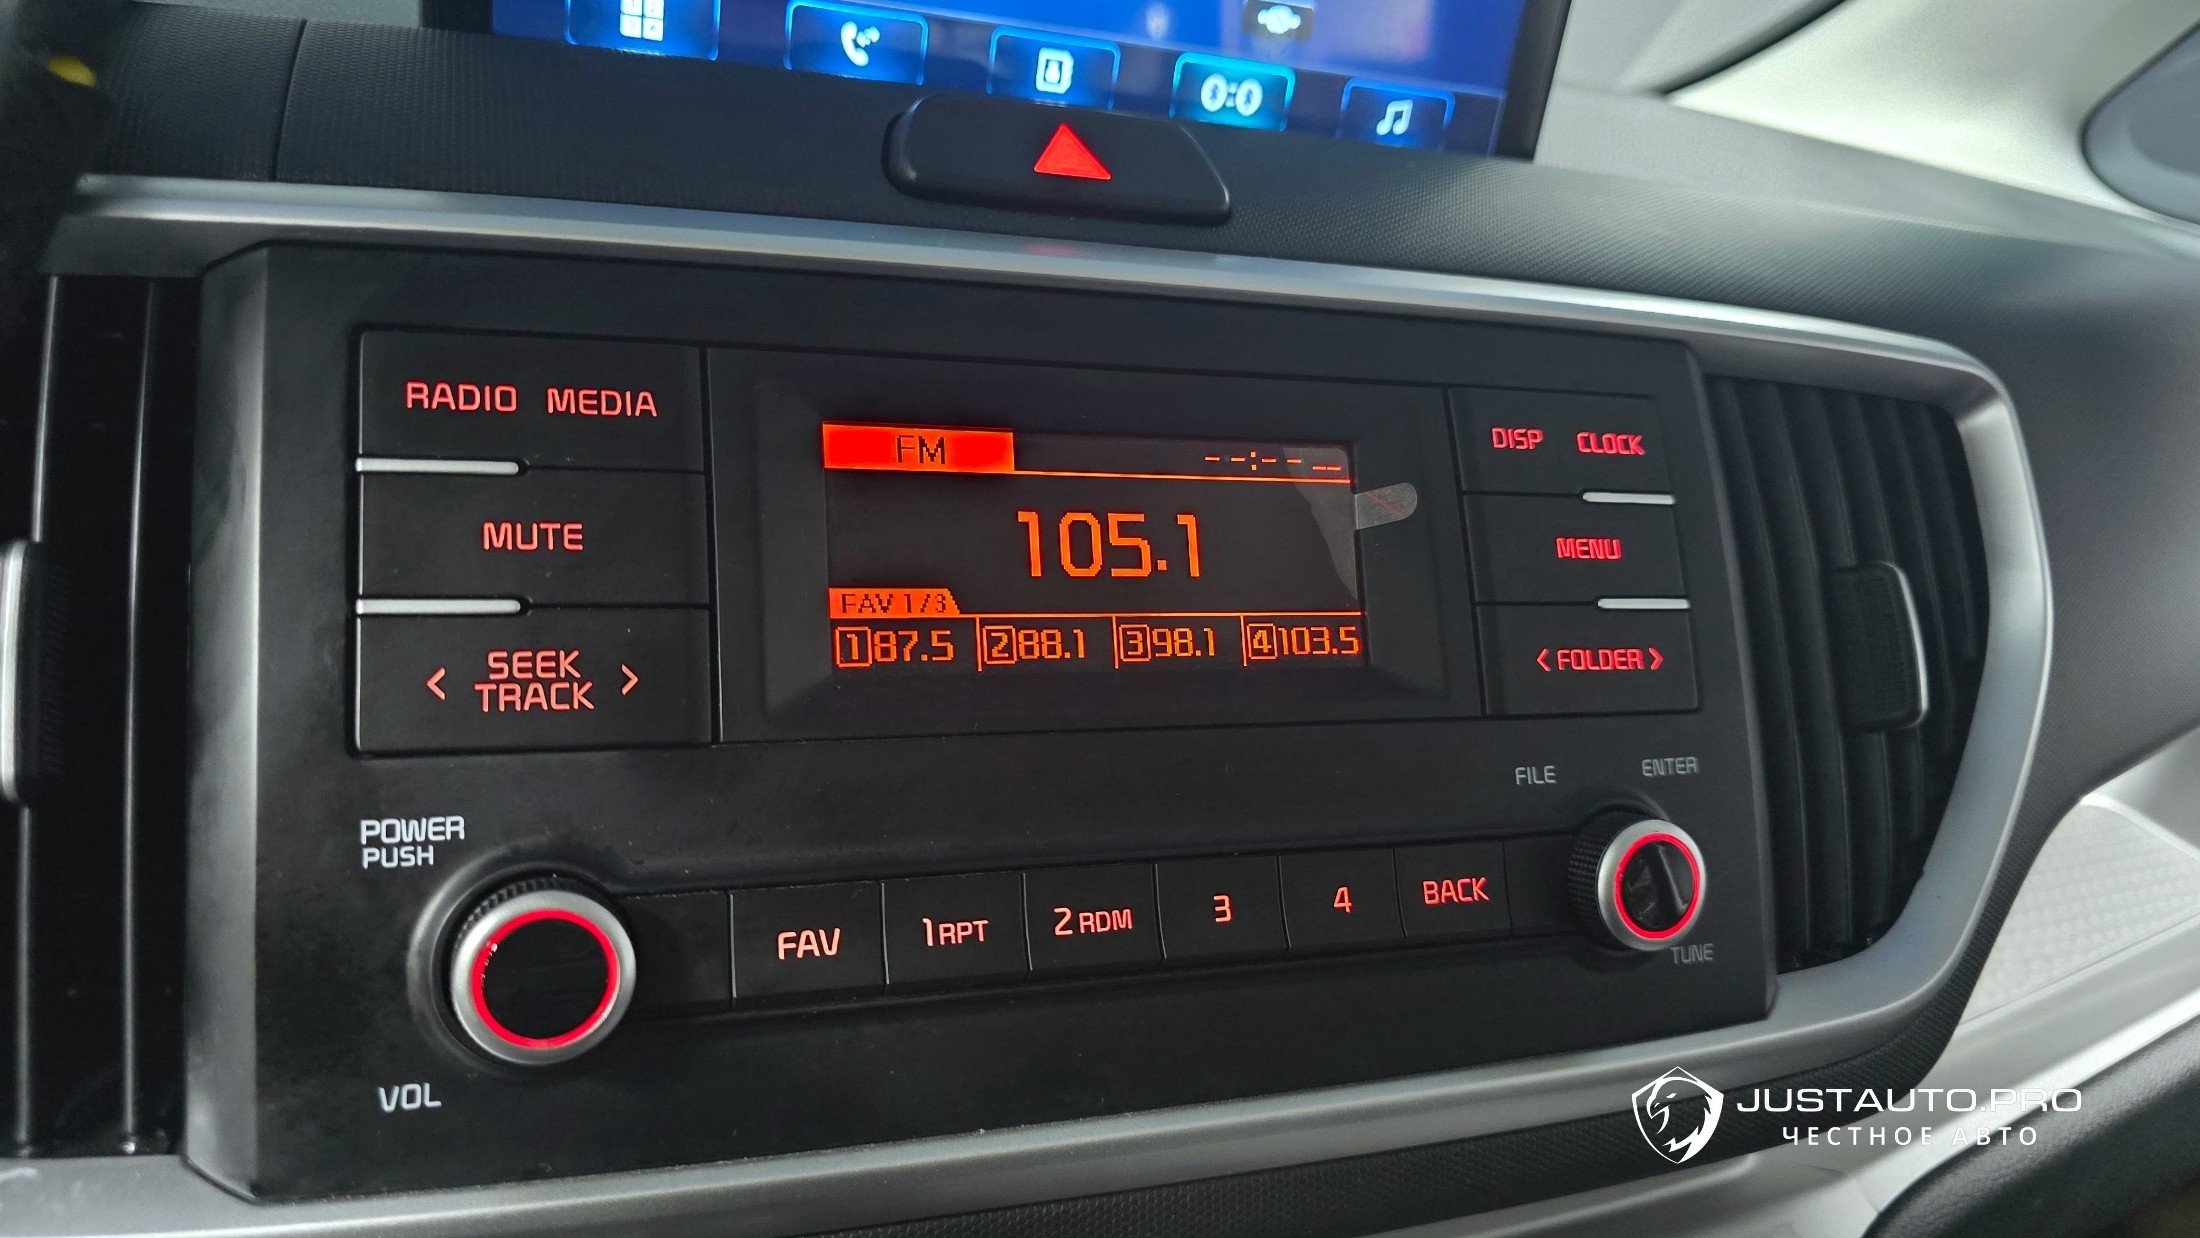 RADIO MEDIA
MUTE
< SEEK TRACK >
FM --:-- --
105.1
FAV 1/3
1 87.5 2 88.1 3 98.1 4 103.5
DISP CLOCK
MENU
< FOLDER >
FILE ENTER
TUNE
POWER
PUSH
VOL
FAV 1 RPT 2 RDM 3 4 BACK
JUSTAUTO.PRO
ЧЕСТНОЕ АВТО